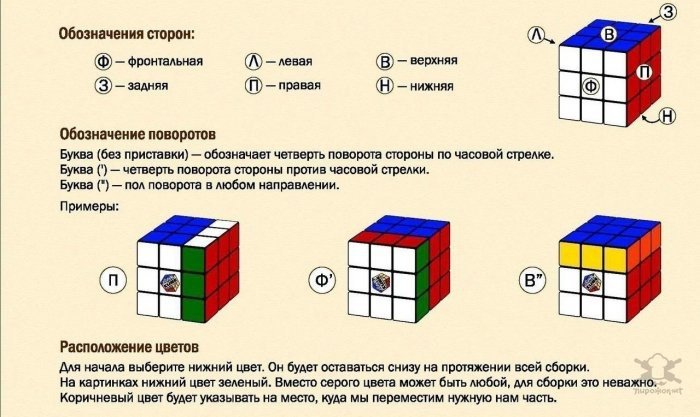 Обозначения сторон:
Ф — фронтальная
Л — левая
В — верхняя
З — задняя
П — правая
Н — нижняя
Л
В
З
П
Ф
Н
Обозначение поворотов
Буква (без приставки) — обозначает четверть поворота стороны по часовой стрелке.
Буква (') — четверть поворота стороны против часовой стрелки.
Буква (") — пол поворота в любом направлении.
Примеры:
П
Ф'
В"
Расположение цветов
Для начала выберите нижний цвет. Он будет оставаться снизу на протяжении всей сборки.
На картинках нижний цвет зеленый. Вместо серого цвета может быть любой, для сборки это неважно.
Коричневый цвет будет указывать на место, куда мы переместим нужную нам часть.